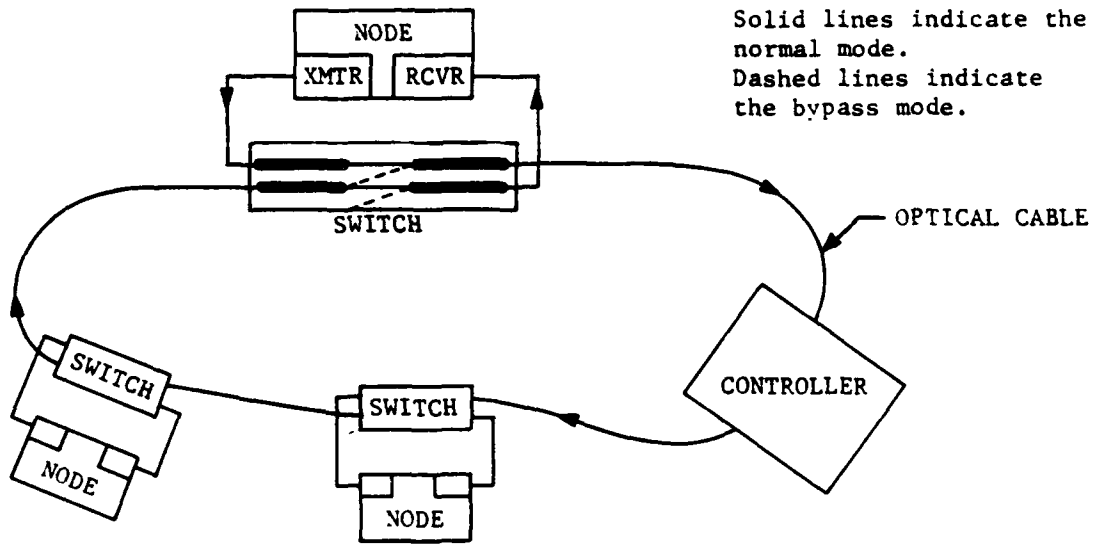 NODE
XMTR
RCVR
Solid lines indicate the
normal mode.
Dashed lines indicate
the bypass mode.
SWITCH
OPTICAL CABLE
SWITCH
NODE
SWITCH
NODE
CONTROLLER